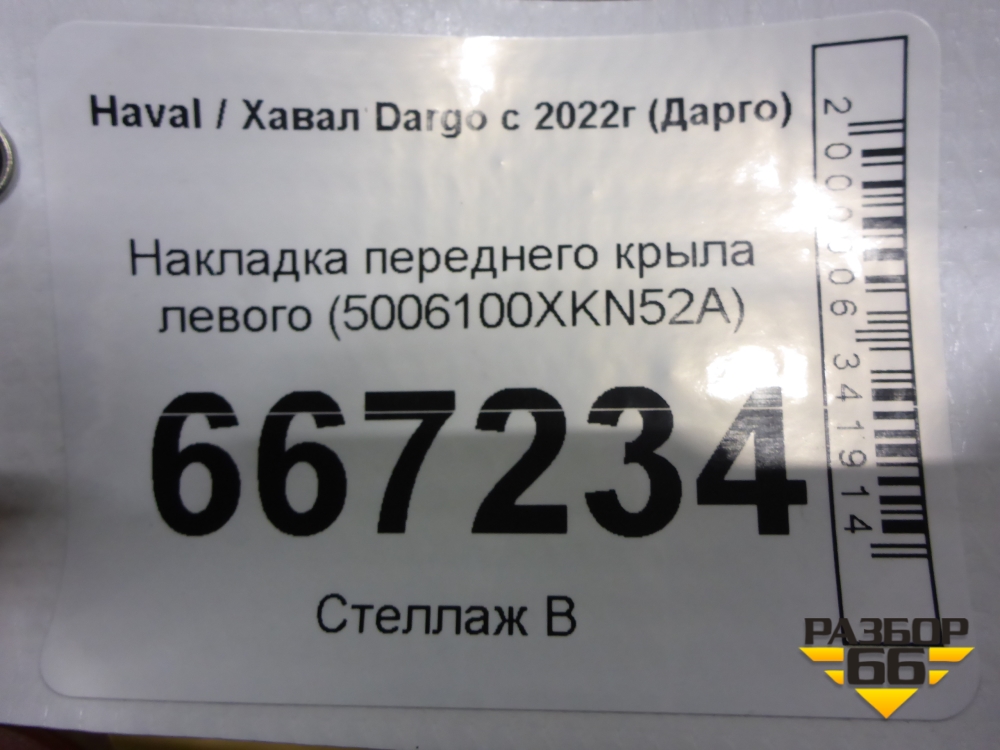 Haval / Хавал Dargo с 2022г (Дарго)
Накладка переднего крыла
левого (5006100XKN52A)
667234
Стеллаж В
2000006341914
РАЗБОР
66